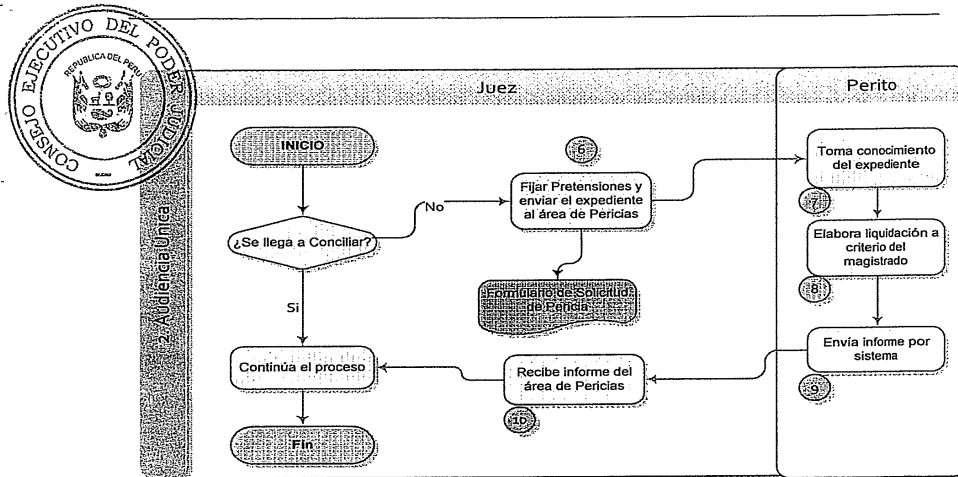 CONSEJO EJECUTIVO DEL PODER JUDICIAL
REPUBLICA DEL PERU
Juez
Perito
2. Audiencia Única
INICIO
¿Se llega a Conciliar?
No
Si
6
Fijar Pretensiones y
enviar el expediente
al área de Pericias
Formulario de Solicitud
de Pericia
Toma conocimiento
del expediente
7
Elabora liquidación a
criterio del
magistrado
8
Envía informe por
sistema
9
Recibe informe del
área de Pericias
10
Continúa el proceso
Fin